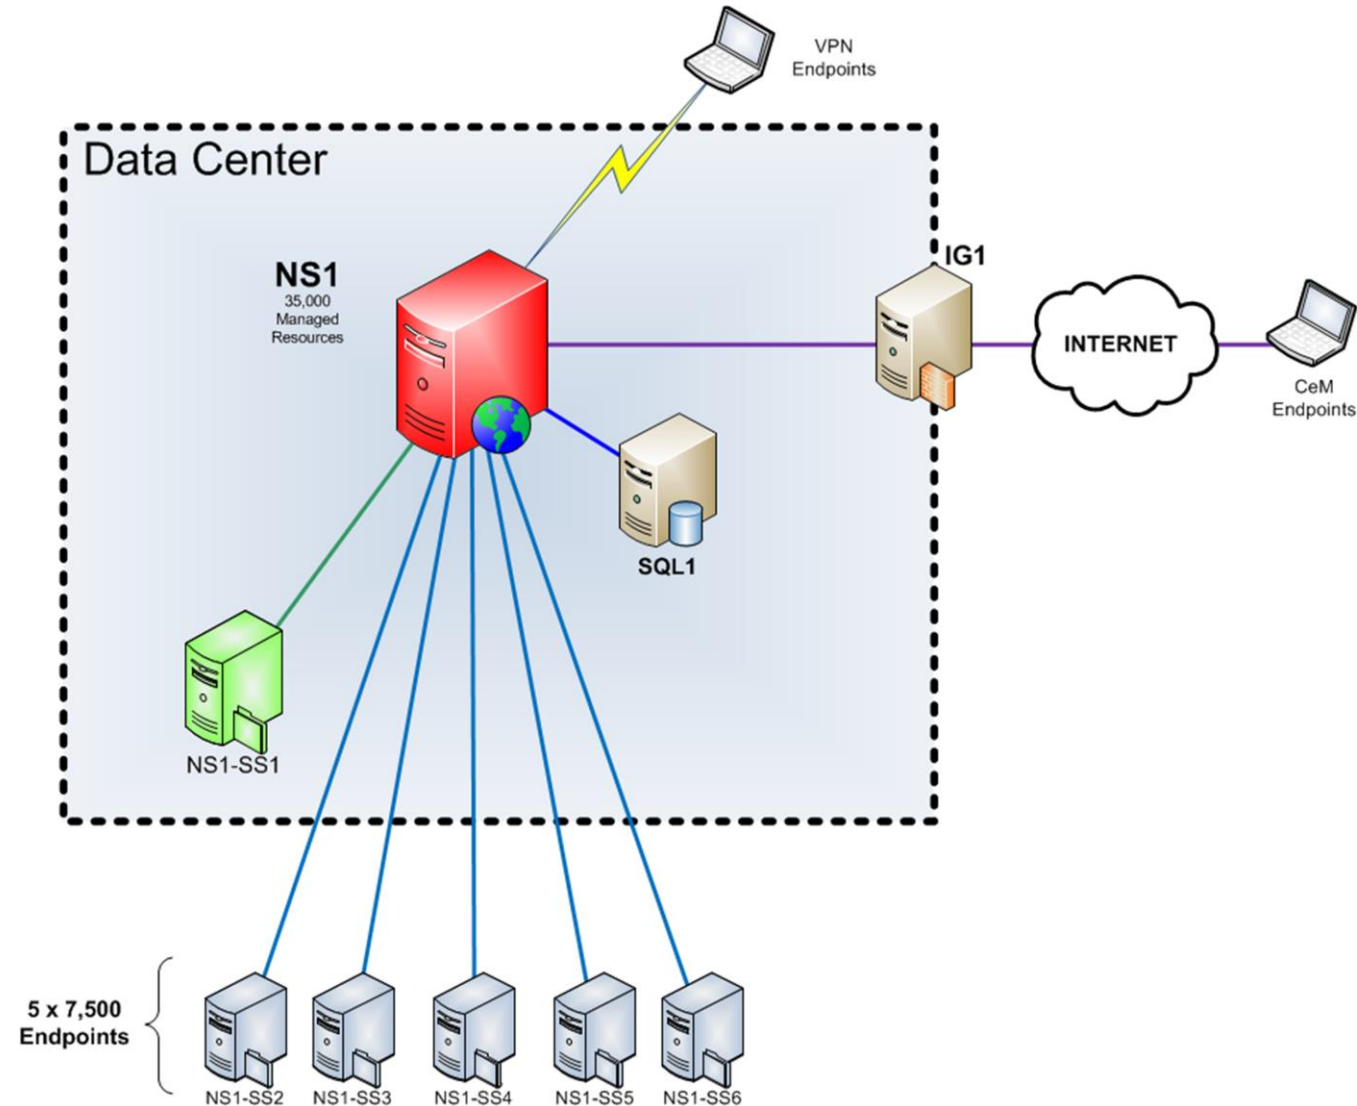 VPN
Endpoints
Data Center
NS1
35,000
Managed
Resources
IG1
INTERNET
CeM
Endpoints
SQL1
NS1-SS1
5 x 7,500
Endpoints
NS1-SS2
NS1-SS3
NS1-SS4
NS1-SS5
NS1-SS6